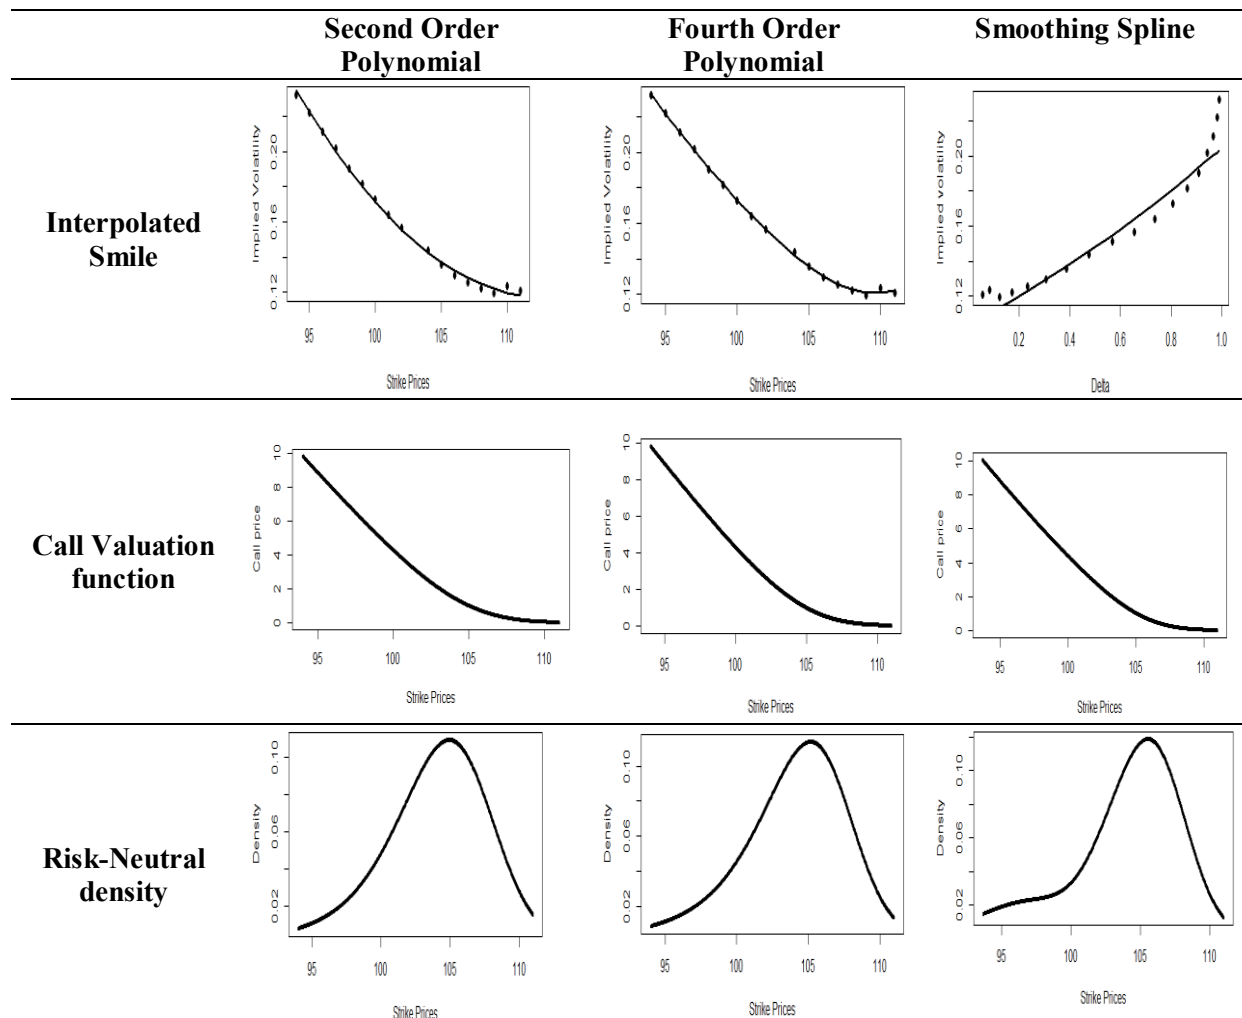 Second Order
Polynomial
Fourth Order
Polynomial
Smoothing Spline
Interpolated
Smile
Implied Volatility
0.12 0.16 0.20
95 100 105 110
Strike Prices
Implied Volatility
0.12 0.16 0.20
95 100 105 110
Strike Prices
Implied volatility
0.12 0.16 0.20
0.2 0.4 0.6 0.8 1.0
Delta
Call Valuation
function
Call price
0 2 4 6 8 10
95 100 105 110
Strike Prices
Call price
0 2 4 6 8 10
95 100 105 110
Strike Prices
Call price
0 2 4 6 8 10
95 100 105 110
Strike Prices
Risk-Neutral
density
Density
0.02 0.06 0.10
95 100 105 110
Strike Prices
Density
0.02 0.06 0.10
95 100 105 110
Strike Prices
Density
0.02 0.06 0.10
95 100 105 110
Strike Prices